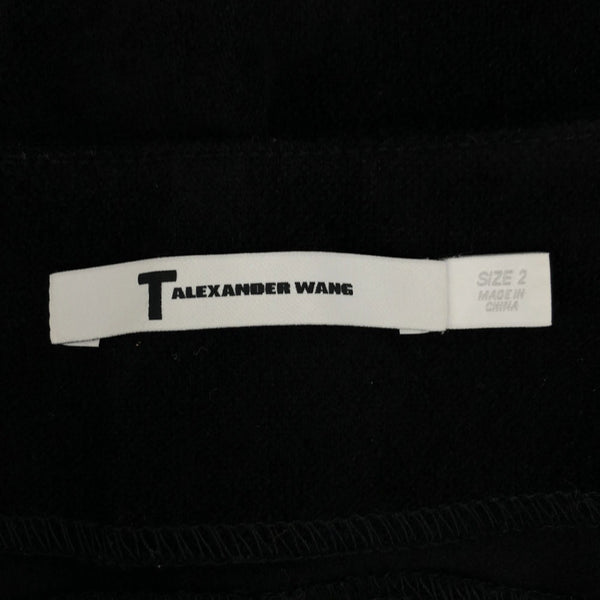 T ALEXANDER WANG
SIZE 2
MADE IN
CHINA